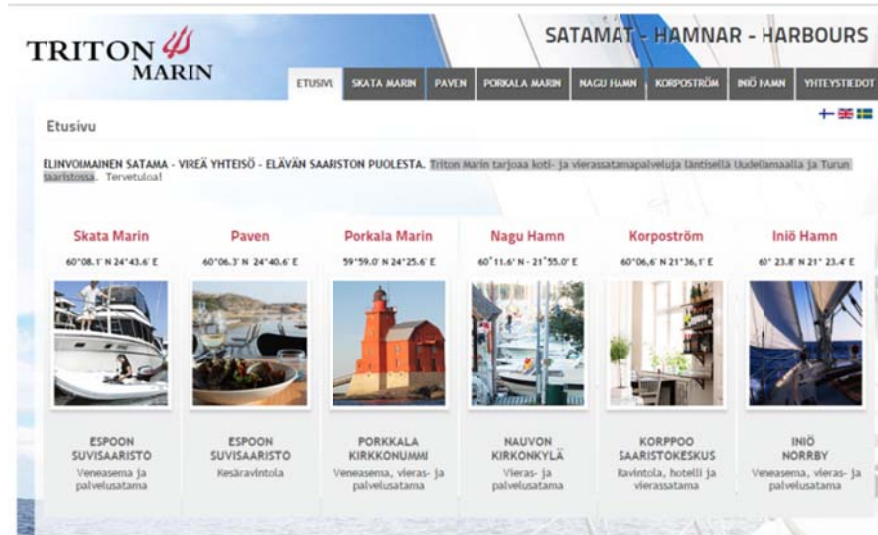 TRITON
MARIN
SATAMAT - HAMNAR - HARBOURS
ETUSIVU SKATA MARIN PAVEN PORKALA MARIN NAGU HAMN KORPOSTRÖM INIÖ HAMN YHTEYSTIEDOT
Etusivu
ELINVOIMAINEN SATAMA - VIREÄ YHTEISÖ - ELÄVÄN SAARISTON PUOLESTA. Triton Marin tarjoaa koti- ja vierassatamapalveluja läntisellä Uudellamaalla ja Turun
saaristossa. Tervetuloa!
Skata Marin Paven Porkala Marin Nagu Hamn Korpoström Iniö Hamn
60°08.1' N 24°43.6' E 60°06.3' N 24°40.6' E 59°59.0' N 24°25.6' E 60°11.6' N - 21°55.0' E 60°06,6' N 21°36,1' E 60° 23.8' N 21° 23.4' E
ESPOON ESPOON PORKKALA NAUVON KORPPOO INIÖ
SUVISAARISTO SUVISAARISTO KIRKKONUMMI KIRKONKYLÄ SAARISTOKESKUS NORRBY
Veneasema ja Kesäravintola Veneasema, vieras- ja Vieras- ja Ravintola, hotelli ja Veneasema, vieras- ja
palvelusatama palvelusatama palvelusatama vierassatama palvelusatama